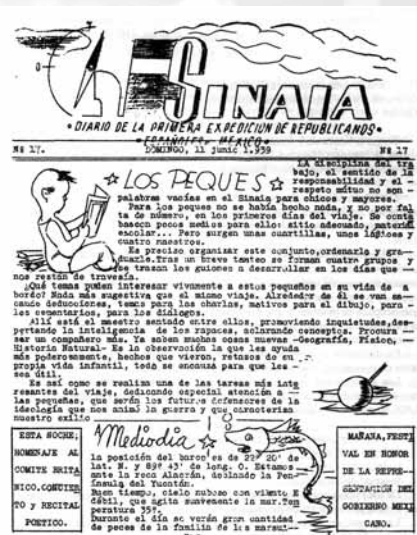 SINAIA
• DIARIO DE LA PRIMERA EXPEDICION DE REPUBLICANOS •
• ESPAÑOLES A MEXICO •
Nº 17.
DOMINGO, 11 junio 1.939
Nº 17
☆ LOS PEQUES ☆
LA disciplina del tra
bajo, el sentido de la
responsabilidad y el -
respeto mútuo no son -
palabras vacías en el Sinaia para chicos y mayores.
Para los peques no se había hecho nada, y no por fal
ta de número, en los primeros días del viaje. Se conta
ban con pocos medios para ello: sitio adecuado, material
escolar... Pero surgen unas cuartillas, unos lápices y
cuatro maestros.
Es preciso organizar este conjunto, ordenarlo y gra-
duarlo. Tras un breve tanteo se forman cuatro grupos y
se trazan los guiones a desarrollar en los días que —
nos restan de travesía.
¿Qué temas pueden interesar vivamente a estos pequeños en su vida de a
bordo? Nada más sugestiva que el mismo viaje. Alrededor de él se van sa—
cando deducciones, temas para las charlas, motivos para el dibujo, para -
los comentarios, para los diálogos.
Allí está el maestro sentado entre ellos, promoviendo inquietudes, des-
pertando la inteligencia de los rapaces, aclarando conceptos. Procura —
ser un compañero más. Ya saben muchas cosas nuevas -Geografía, Física, —
Historia Natural- Es la observación la que les ayuda
más poderosamente, hechos que vieron, retazos de su
propia vida infantil, todo se encauza para que les —
sea útil.
Es así como se realiza una de las tareas más inte
resantes del viaje, dedicando especial atención a —
los pequeños, que serán los futuros defensores de la
ideología que nos animó la guerra y que caracteriza
nuestro exilio
ESTA NOCHE,
HOMENAJE AL
COMITE BRITA
NICO. CONCIER
TO y RECITAL
POETICO.
Mediodía ☆
la posición del barco es de 22º 20' de
lat. N. y 89º 43' de long. O. Estamos
ante la roca Alacrán, doblando la Pen-
ínsula del Yucatán.
Buen tiempo, cielo nuboso con viento E
débil, que agita suavemente la mar. Tem
peratura 35º.
Durante el día se verán gran cantidad
de peces de la familia de los marsui—
MAÑANA, FESTI
VAL EN HONOR
DE LA REPRE-
SENTACION DEL
GOBIERNO MEXI
CANO.